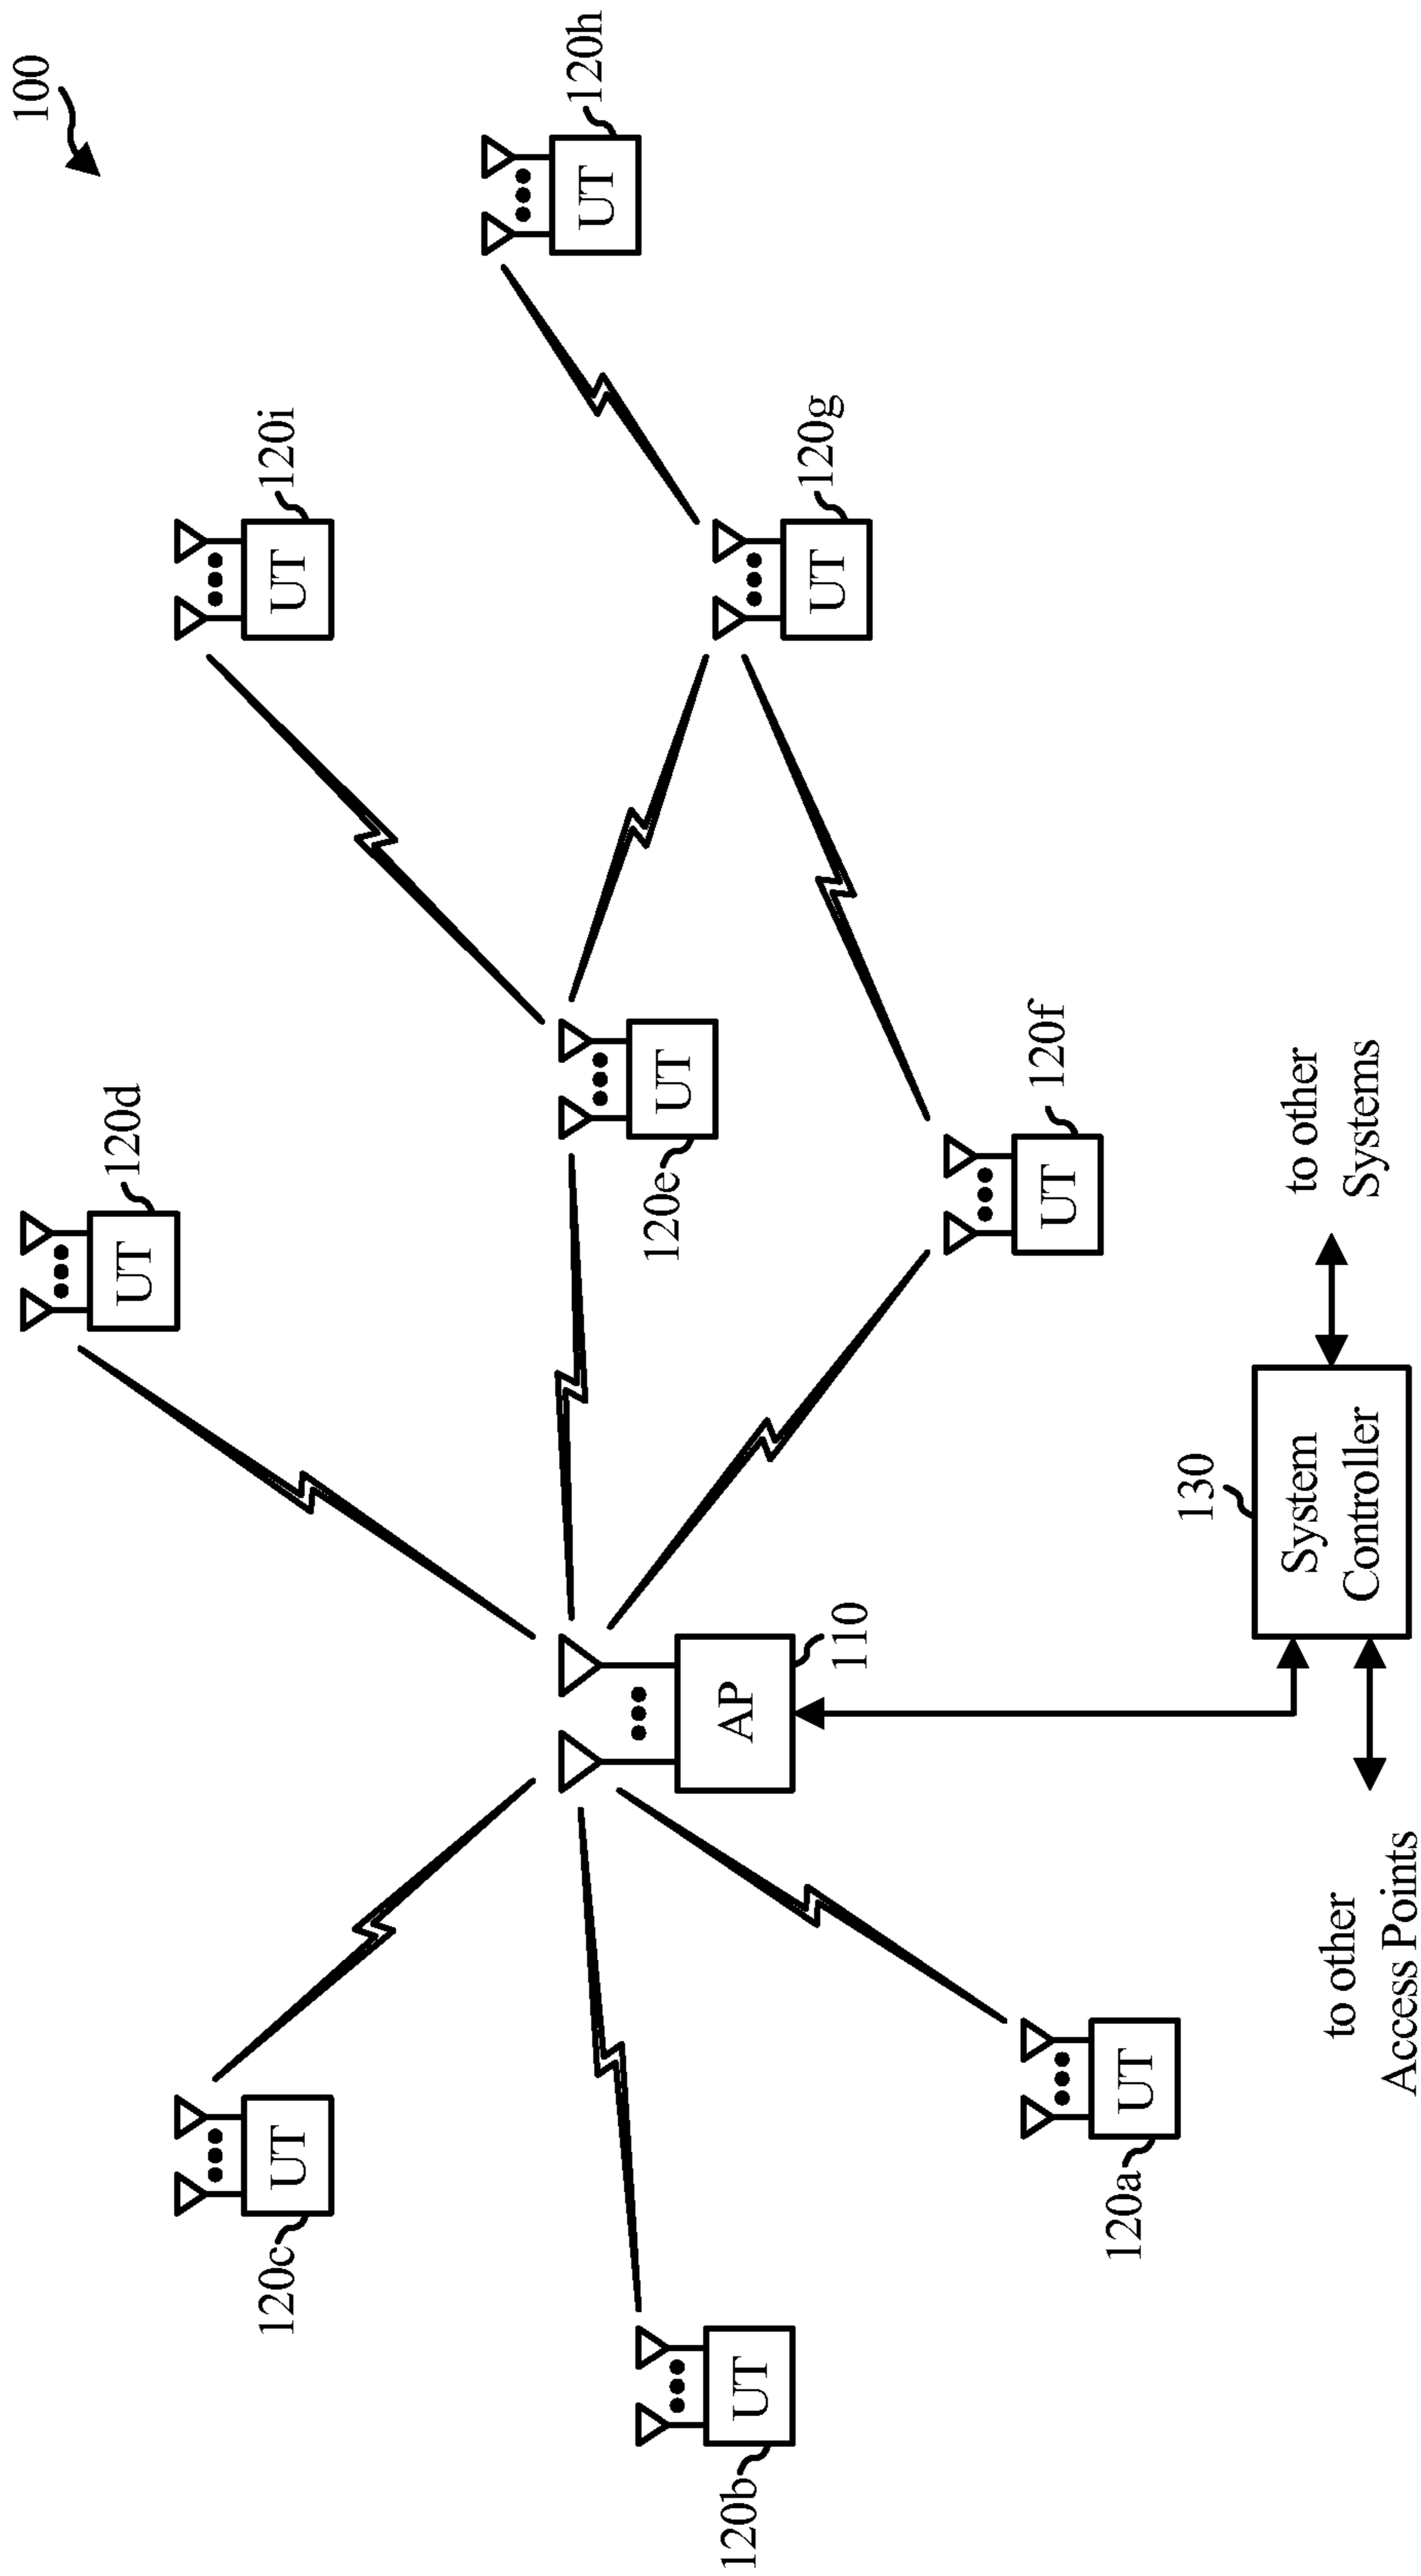 100
120d
UT
120i
UT
120c
UT
120h
UT
120e
UT
120b
UT
AP
110
120g
UT
120f
UT
120a
UT
130
System
Controller
to other
Systems
to other
Access Points